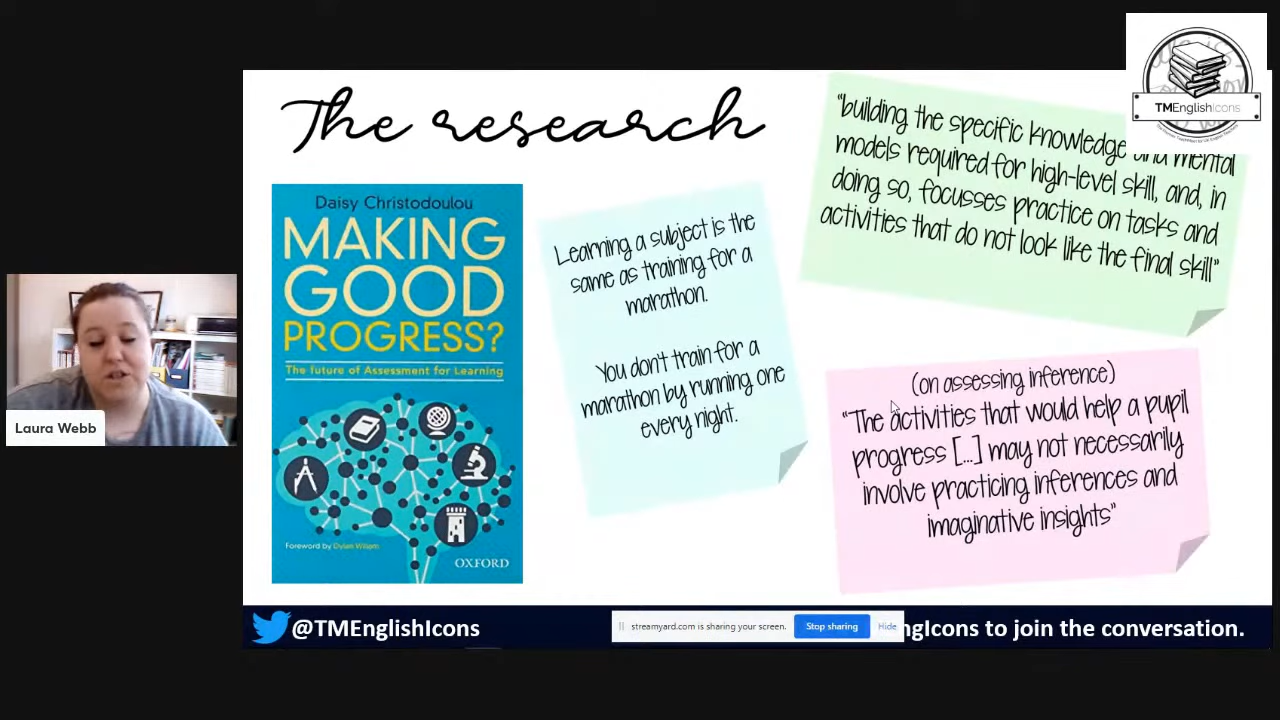 The research
Daisy Christodoulou
MAKING
GOOD
PROGRESS?
The future of Assessment for Learning
Foreword by Dylan Wiliam
OXFORD
Learning a subject is the
same as training for a
marathon.
You don't train for a
marathon by running one
every night.
"building the specific knowledge and mental
models required for high-level skill, and, in
doing so, focusses practice on tasks and
activities that do not look like the final skill"
(on assessing inference)
"The activities that would help a pupil
progress [...] may not necessarily
involve practicing inferences and
imaginative insights"
TMEnglishIcons
Laura Webb
@TMEnglishIcons
streamyard.com is sharing your screen.
Stop sharing
Hide
ngIcons to join the conversation.